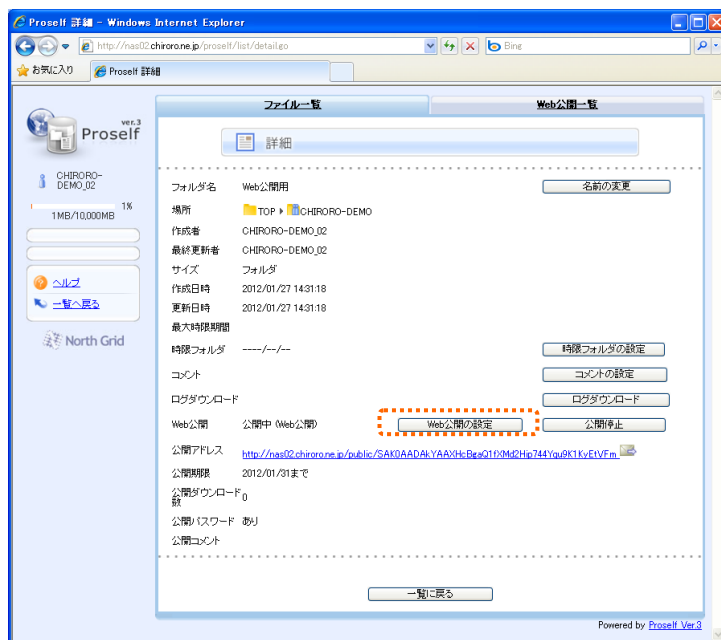 Proself 詳細 - Windows Internet Explorer
http://nas02.chiroro.ne.jp/proself/list/detail.go
Bing
お気に入り
Proself 詳細
ファイル一覧
Web公開一覧
ver.3
Proself
詳細
CHIRORO-
DEMO_02
1%
1MB/10,000MB
ヘルプ
一覧へ戻る
North Grid
フォルダ名 Web公開用 名前の変更
場所 TOP CHIRORO-DEMO
作成者 CHIRORO-DEMO_02
最終更新者 CHIRORO-DEMO_02
サイズ フォルダ
作成日時 2012/01/27 14:31:18
更新日時 2012/01/27 14:31:18
最大時限期間
時限フォルダ ----/--/-- 時限フォルダの設定
コメント コメントの設定
ログダウンロード ログダウンロード
Web公開 公開中 (Web公開) Web公開の設定 公開停止
公開アドレス http://nas02.chiroro.ne.jp/public/SAK0AADAkYAAXHcBgaQ1fXMd2Hip744Yqu9K1KyEtVFm
公開期限 2012/01/31まで
公開ダウンロード
数 0
公開パスワード あり
公開コメント
一覧に戻る
Powered by Proself Ver.3